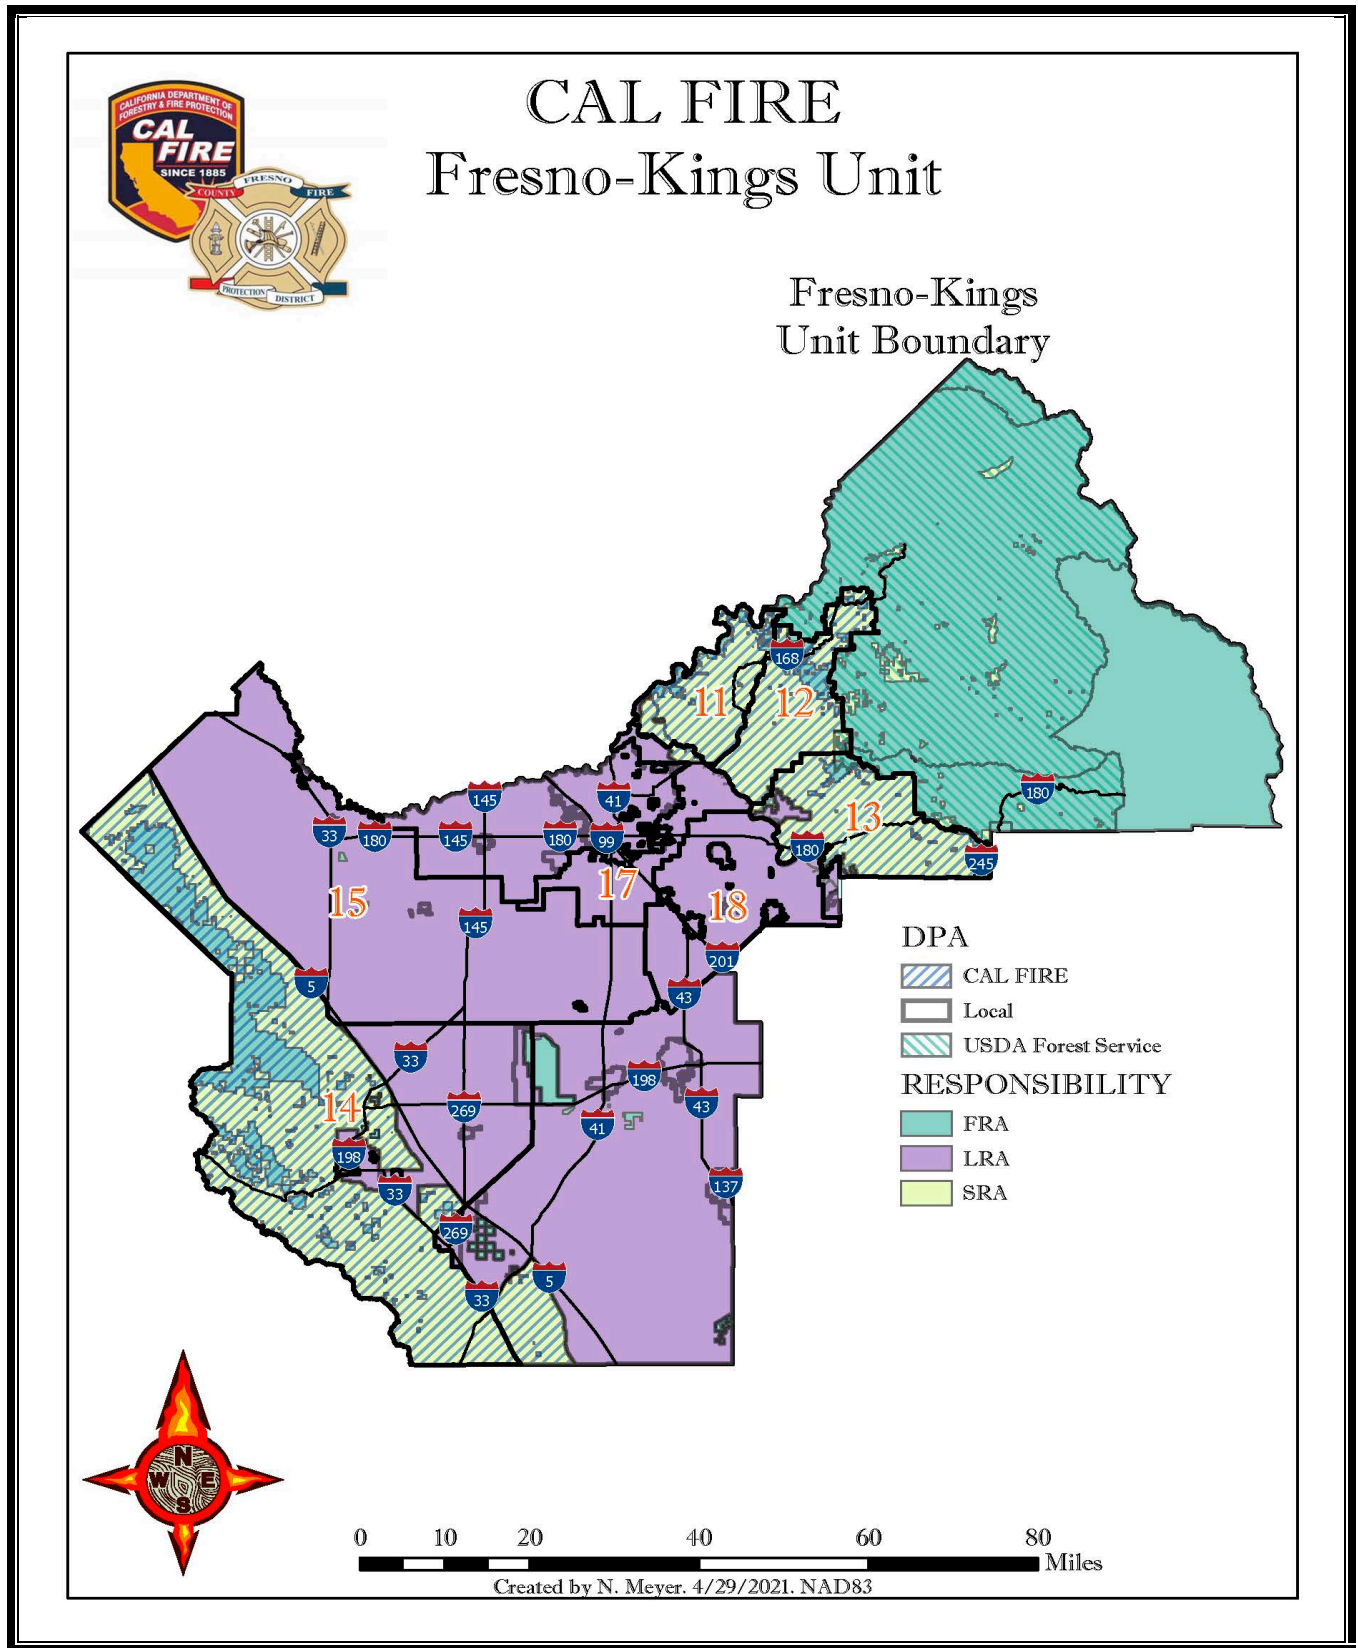 CALIFORNIA DEPARTMENT OF
FORESTRY & FIRE PROTECTION
CAL
FIRE
SINCE 1885
FRESNO
COUNTY
FIRE
PROTECTION
DISTRICT
CAL FIRE
Fresno-Kings Unit
Fresno-Kings
Unit Boundary
168
11
12
180
145
41
13
33
180
145
180
99
180
245
17
15
18
145
201
5
43
33
198
14
269
43
41
198
137
33
269
5
33
DPA
CAL FIRE
Local
USDA Forest Service
RESPONSIBILITY
FRA
LRA
SRA
N
W E
S
0 10 20 40 60 80
Miles
Created by N. Meyer. 4/29/2021. NAD83